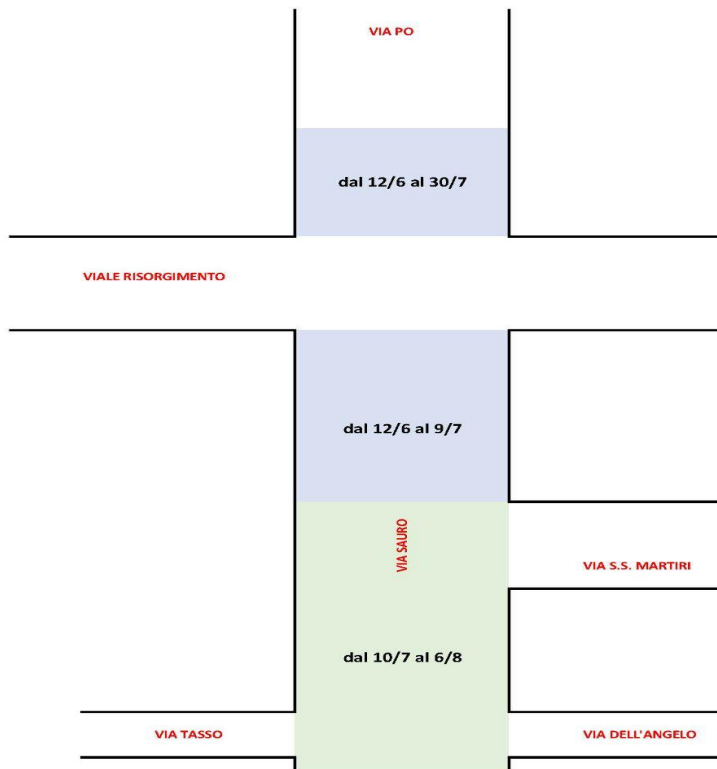 VIA PO
dal 12/6 al 30/7
VIALE RISORGIMENTO
dal 12/6 al 9/7
VIA SAURO
VIA S.S. MARTIRI
dal 10/7 al 6/8
VIA TASSO
VIA DELL'ANGELO